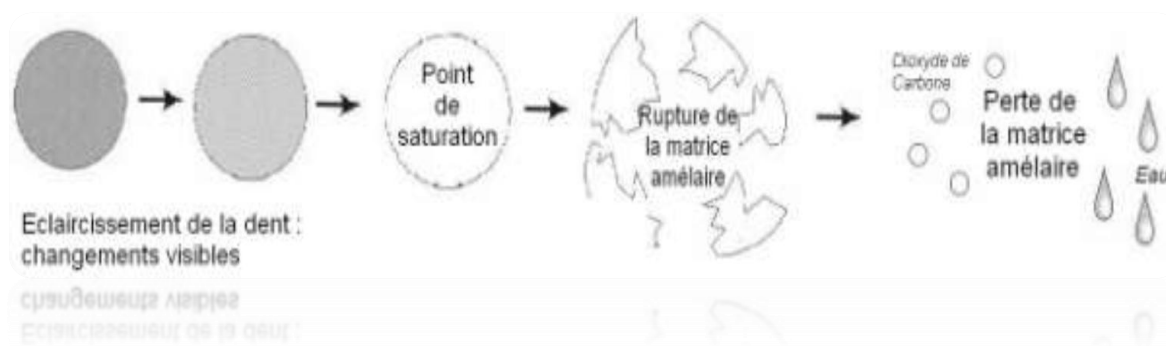 Point
de
saturation
Rupture de
la matrice
amélaire
Dioxyde de
Carbone
Perte de
la matrice
amélaire
Eau
Eclaircissement de la dent :
changements visibles